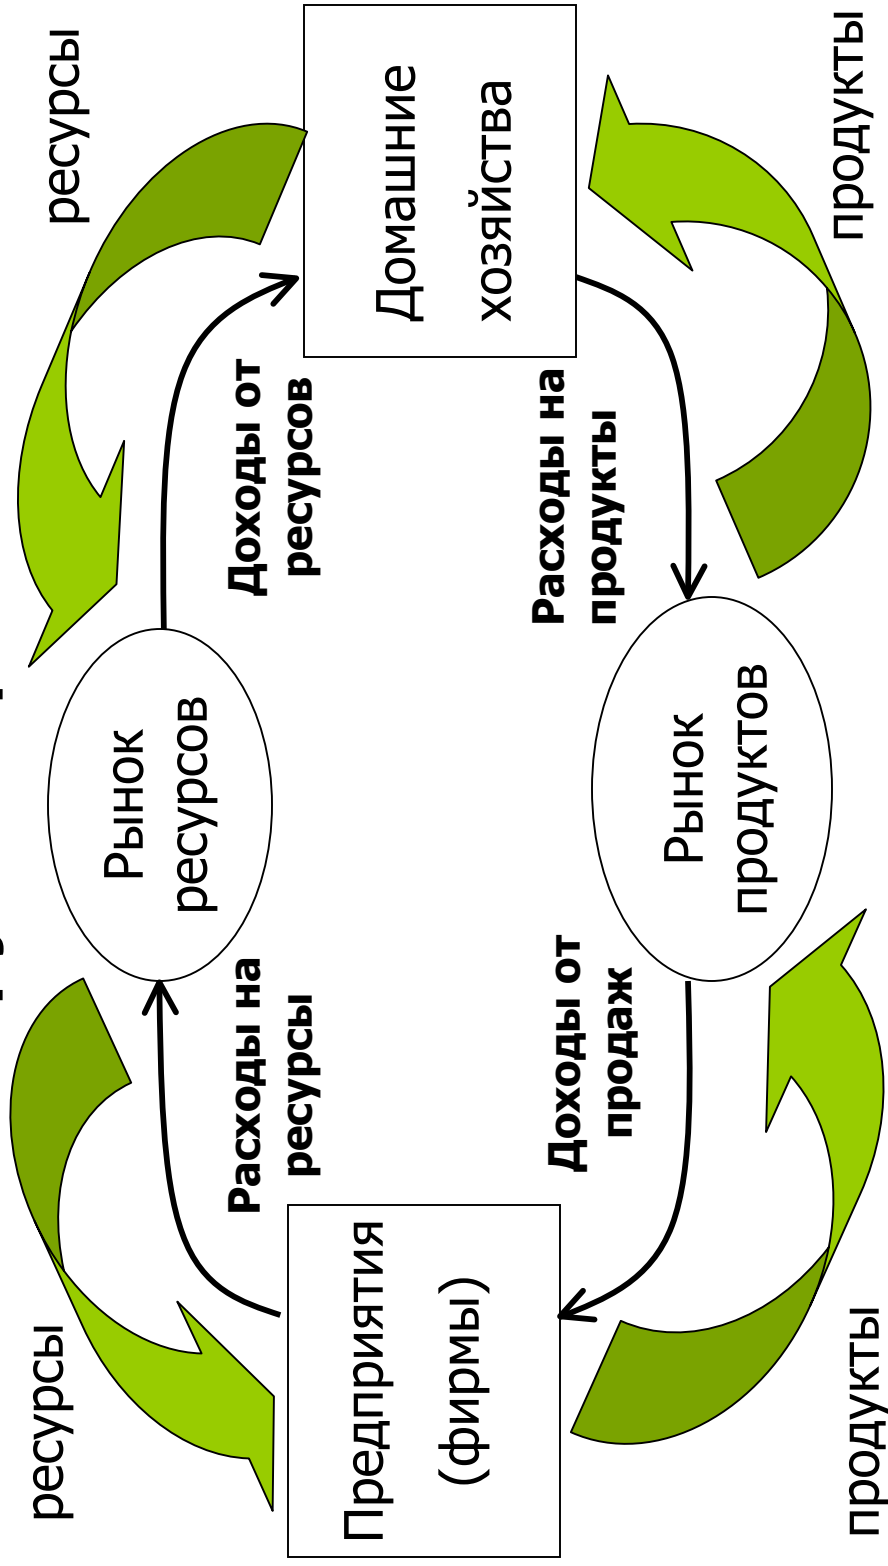 ресурсы
ресурсы
Рынок
ресурсов
Расходы на
ресурсы
Доходы от
ресурсов
Предприятия
(фирмы)
Домашние
хозяйства
Доходы от
продаж
Расходы на
продукты
Рынок
продуктов
продукты
продукты